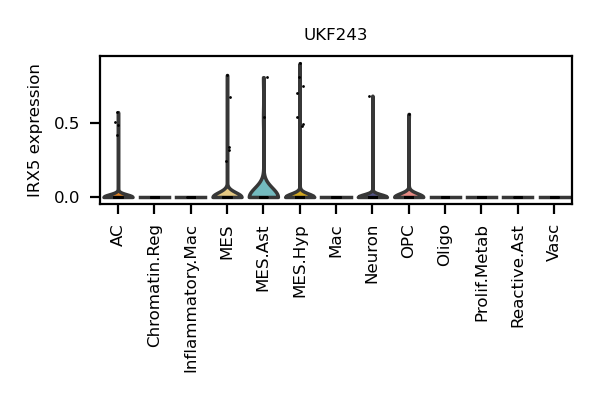 UKF243
IRX5 expression
0.5
0.0
AC
Chromatin.Reg
Inflammatory.Mac
MES
MES.Ast
MES.Hyp
Mac
Neuron
OPC
Oligo
Prolif.Metab
Reactive.Ast
Vasc